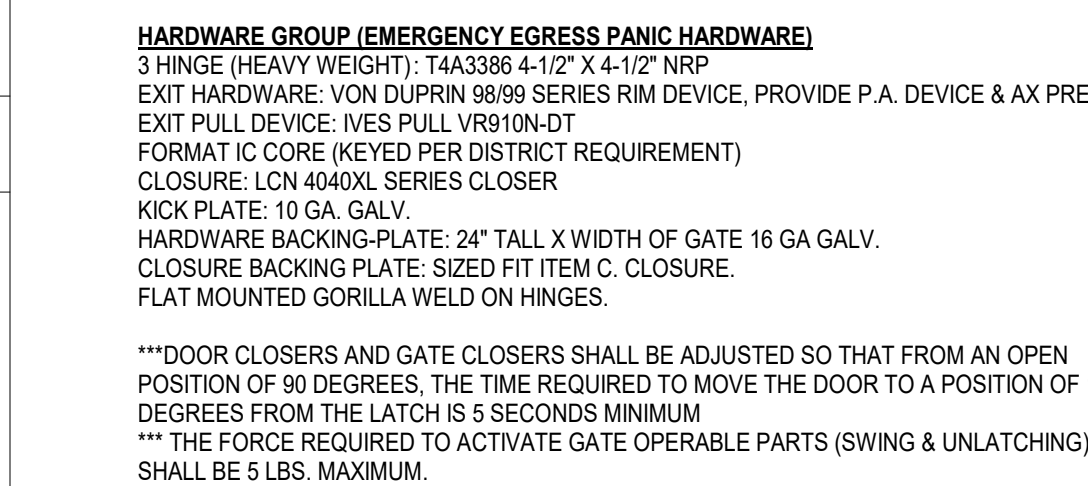 HARDWARE GROUP (EMERGENCY EGRESS PANIC HARDWARE)
3 HINGE (HEAVY WEIGHT): T4A3386 4-1/2" X 4-1/2" NRP
EXIT HARDWARE: VON DUPRIN 98/99 SERIES RIM DEVICE, PROVIDE P.A. DEVICE & AX PRE
EXIT PULL DEVICE: IVES PULL VR910N-DT
FORMAT IC CORE (KEYED PER DISTRICT REQUIREMENT)
CLOSURE: LCN 4040XL SERIES CLOSER
KICK PLATE: 10 GA. GALV.
HARDWARE BACKING-PLATE: 24" TALL X WIDTH OF GATE 16 GA GALV.
CLOSURE BACKING PLATE: SIZED FIT ITEM C. CLOSURE.
FLAT MOUNTED GORILLA WELD ON HINGES.
***DOOR CLOSERS AND GATE CLOSERS SHALL BE ADJUSTED SO THAT FROM AN OPEN
POSITION OF 90 DEGREES, THE TIME REQUIRED TO MOVE THE DOOR TO A POSITION OF
DEGREES FROM THE LATCH IS 5 SECONDS MINIMUM
*** THE FORCE REQUIRED TO ACTIVATE GATE OPERABLE PARTS (SWING & UNLATCHING)
SHALL BE 5 LBS. MAXIMUM.